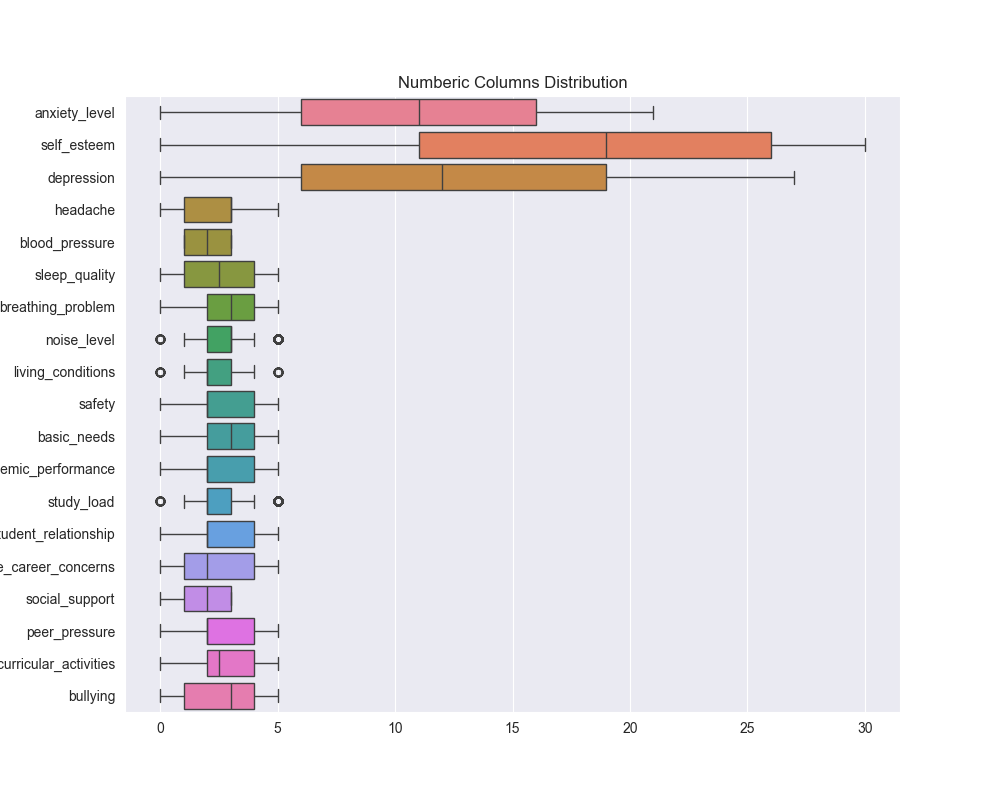 Numberic Columns Distribution
anxiety_level
self_esteem
depression
headache
blood_pressure
sleep_quality
breathing_problem
noise_level
living_conditions
safety
basic_needs
emic_performance
study_load
tudent_relationship
e_career_concerns
social_support
peer_pressure
curricular_activities
bullying
0 5 10 15 20 25 30